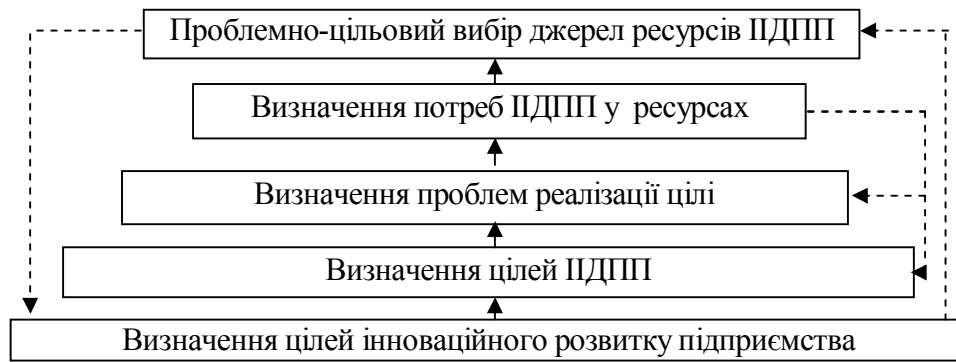 Проблемно-цільовий вибір джерел ресурсів ІІДПП
Визначення потреб ІІДПП у ресурсах
Визначення проблем реалізації цілі
Визначення цілей ІІДПП
Визначення цілей інноваційного розвитку підприємства